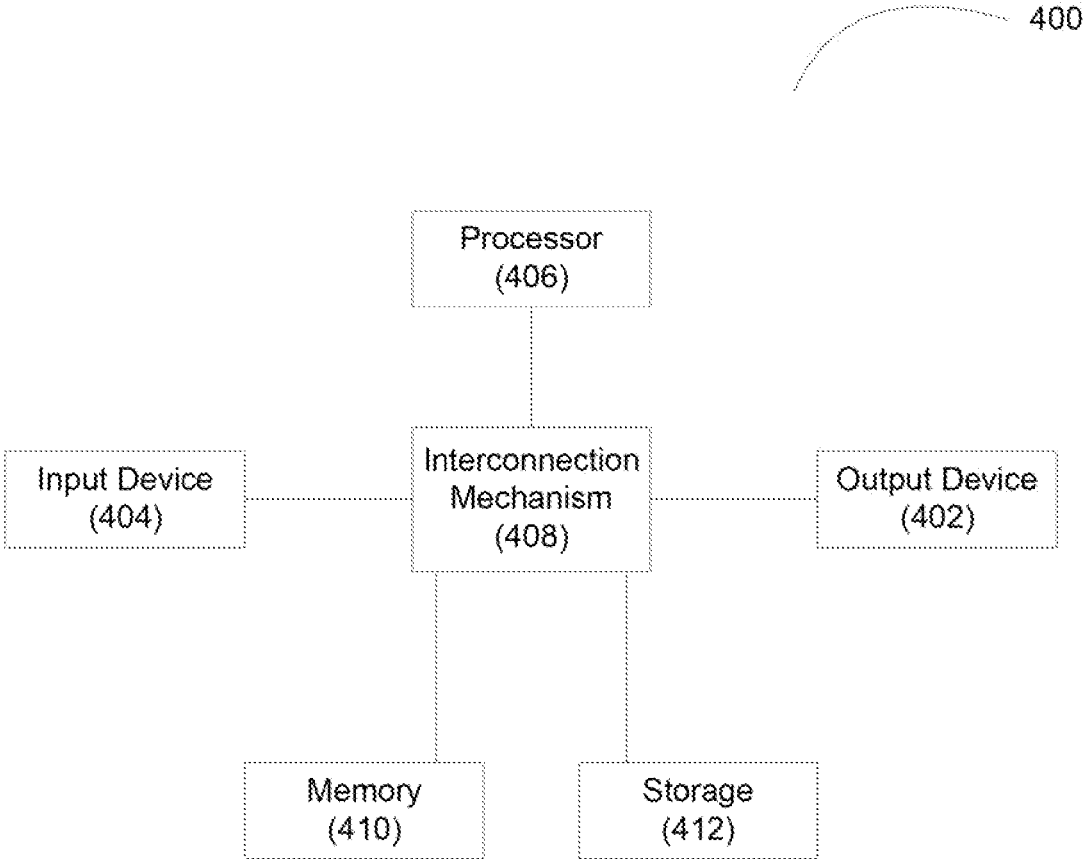 400
Processor
(406)
Interconnection
Mechanism
(408)
Input Device
(404)
Output Device
(402)
Memory
(410)
Storage
(412)